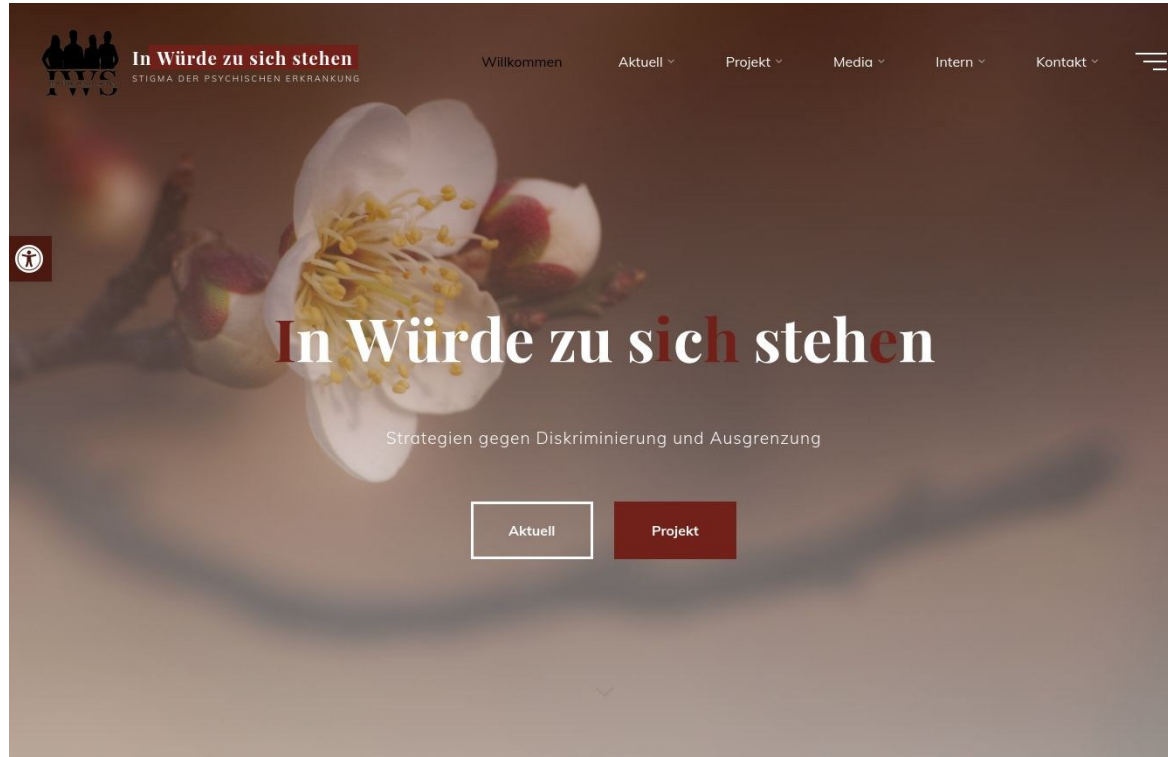 In Würde zu sich stehen
STIGMA DER PSYCHISCHEN ERKRANKUNG
IWS
Willkommen
Aktuell
Projekt
Media
Intern
Kontakt
In Würde zu sich stehen
Strategien gegen Diskriminierung und Ausgrenzung
Aktuell
Projekt